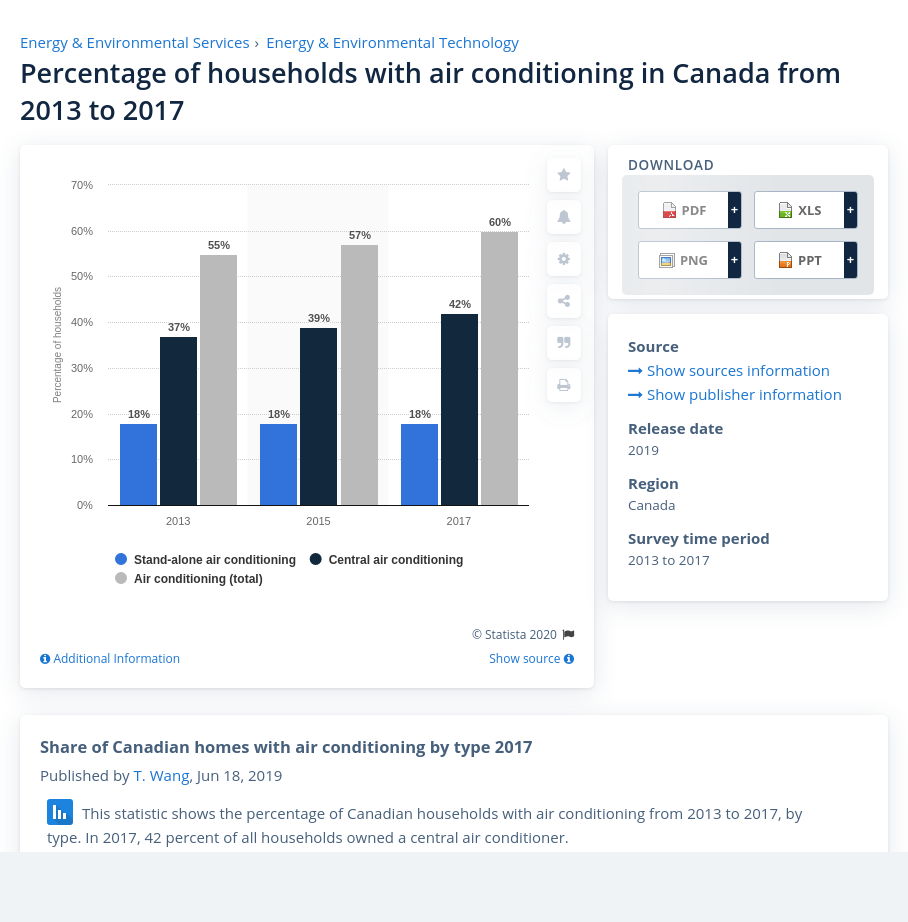 Energy & Environmental Services › Energy & Environmental Technology
Percentage of households with air conditioning in Canada from
2013 to 2017
70%
60%
50%
40%
30%
20%
10%
0%
Percentage of households
18%
37%
55%
18%
39%
57%
18%
42%
60%
2013
2015
2017
Stand-alone air conditioning
Central air conditioning
Air conditioning (total)
© Statista 2020
Additional Information
Show source
DOWNLOAD
PDF +
XLS +
PNG +
PPT +
Source
Show sources information
Show publisher information
Release date
2019
Region
Canada
Survey time period
2013 to 2017
Share of Canadian homes with air conditioning by type 2017
Published by T. Wang, Jun 18, 2019
This statistic shows the percentage of Canadian households with air conditioning from 2013 to 2017, by
type. In 2017, 42 percent of all households owned a central air conditioner.